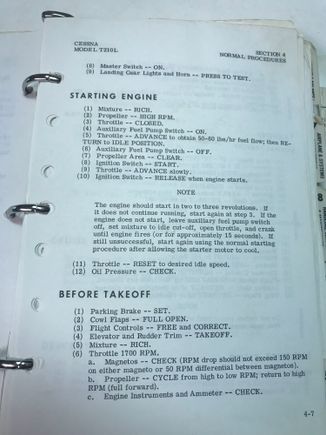 CESSNA
MODEL T210L
SECTION 4
NORMAL PROCEDURES
(8) Master Switch -- ON.
(9) Landing Gear Lights and Horn -- PRESS TO TEST.
STARTING ENGINE
(1) Mixture -- RICH.
(2) Propeller -- HIGH RPM.
(3) Throttle -- CLOSED.
(4) Auxiliary Fuel Pump Switch -- ON.
(5) Throttle -- ADVANCE to obtain 50-60 lbs/hr fuel flow; then RE-
TURN to IDLE POSITION.
(6) Auxiliary Fuel Pump Switch -- OFF.
(7) Propeller Area -- CLEAR.
(8) Ignition Switch -- START.
(9) Throttle -- ADVANCE slowly.
(10) Ignition Switch -- RELEASE when engine starts.
NOTE
The engine should start in two to three revolutions. If
it does not continue running, start again at step 3. If the
engine does not start, leave auxiliary fuel pump switch
off, set mixture to idle cut-off, open throttle, and crank
until engine fires (or for approximately 15 seconds). If
still unsuccessful, start again using the normal starting
procedure after allowing the starter motor to cool.
(11) Throttle -- RESET to desired idle speed.
(12) Oil Pressure -- CHECK.
BEFORE TAKEOFF
(1) Parking Brake -- SET.
(2) Cowl Flaps -- FULL OPEN.
(3) Flight Controls -- FREE and CORRECT.
(4) Elevator and Rudder Trim -- TAKEOFF.
(5) Mixture -- RICH.
(6) Throttle 1700 RPM.
a. Magnetos -- CHECK (RPM drop should not exceed 150 RPM
on either magneto or 50 RPM differential between magnetos).
b. Propeller -- CYCLE from high to low RPM; return to high
RPM (full forward).
c. Engine Instruments and Ammeter -- CHECK.
4-7